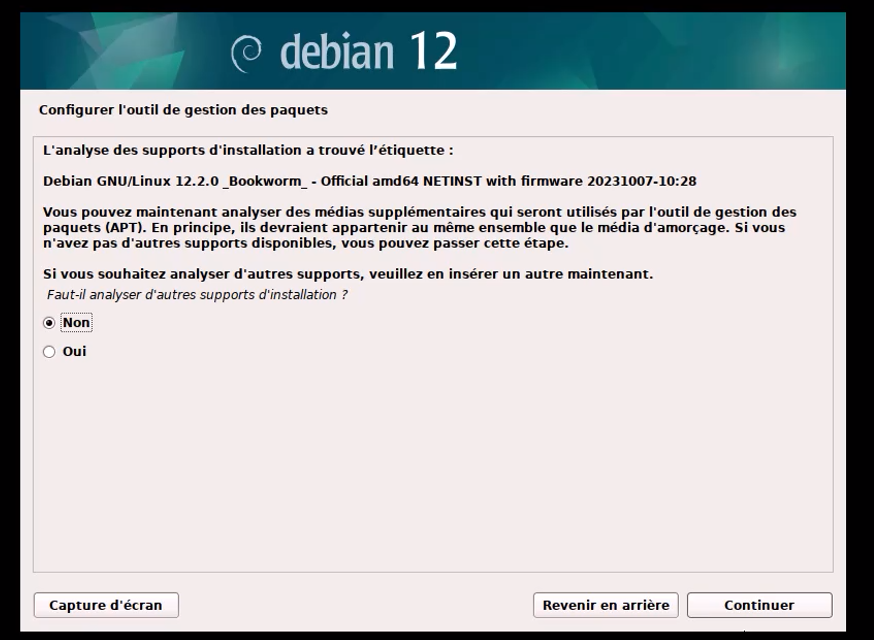 debian 12
Configurer l'outil de gestion des paquets
L'analyse des supports d'installation a trouvé l’étiquette :
Debian GNU/Linux 12.2.0 _Bookworm_ - Official amd64 NETINST with firmware 20231007-10:28
Vous pouvez maintenant analyser des médias supplémentaires qui seront utilisés par l'outil de gestion des
paquets (APT). En principe, ils devraient appartenir au même ensemble que le média d'amorçage. Si vous
n'avez pas d'autres supports disponibles, vous pouvez passer cette étape.
Si vous souhaitez analyser d'autres supports, veuillez en insérer un autre maintenant.
Faut-il analyser d'autres supports d'installation ?
Non
Oui
Capture d'écran
Revenir en arrière
Continuer